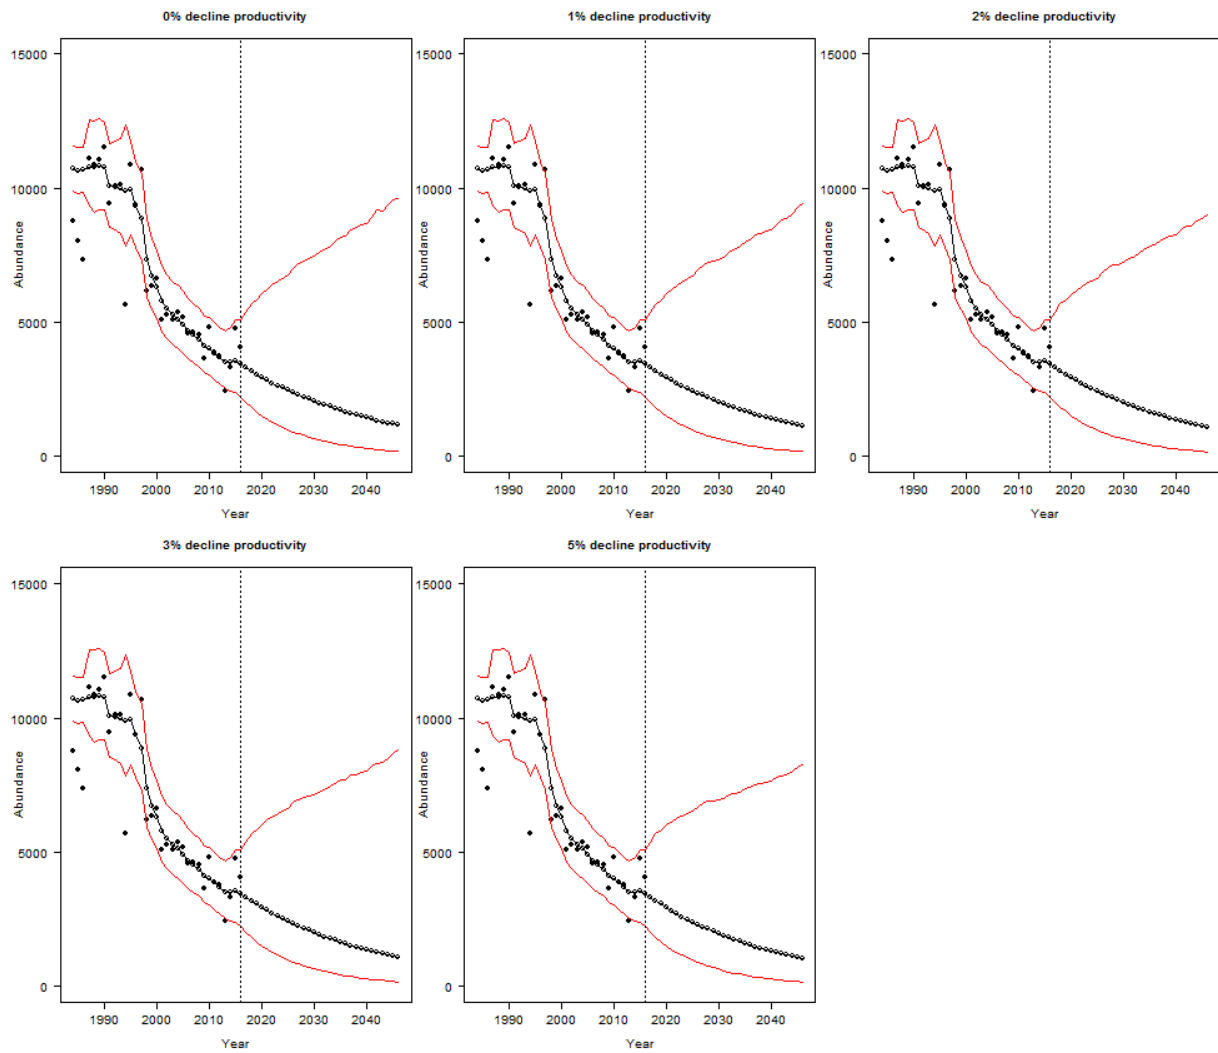 0% decline productivity
15000
10000
5000
0
Abundance
1990 2000 2010 2020 2030 2040
Year
1% decline productivity
15000
10000
5000
0
Abundance
1990 2000 2010 2020 2030 2040
Year
2% decline productivity
15000
10000
5000
0
Abundance
1990 2000 2010 2020 2030 2040
Year
3% decline productivity
15000
10000
5000
0
Abundance
1990 2000 2010 2020 2030 2040
Year
5% decline productivity
15000
10000
5000
0
Abundance
1990 2000 2010 2020 2030 2040
Year